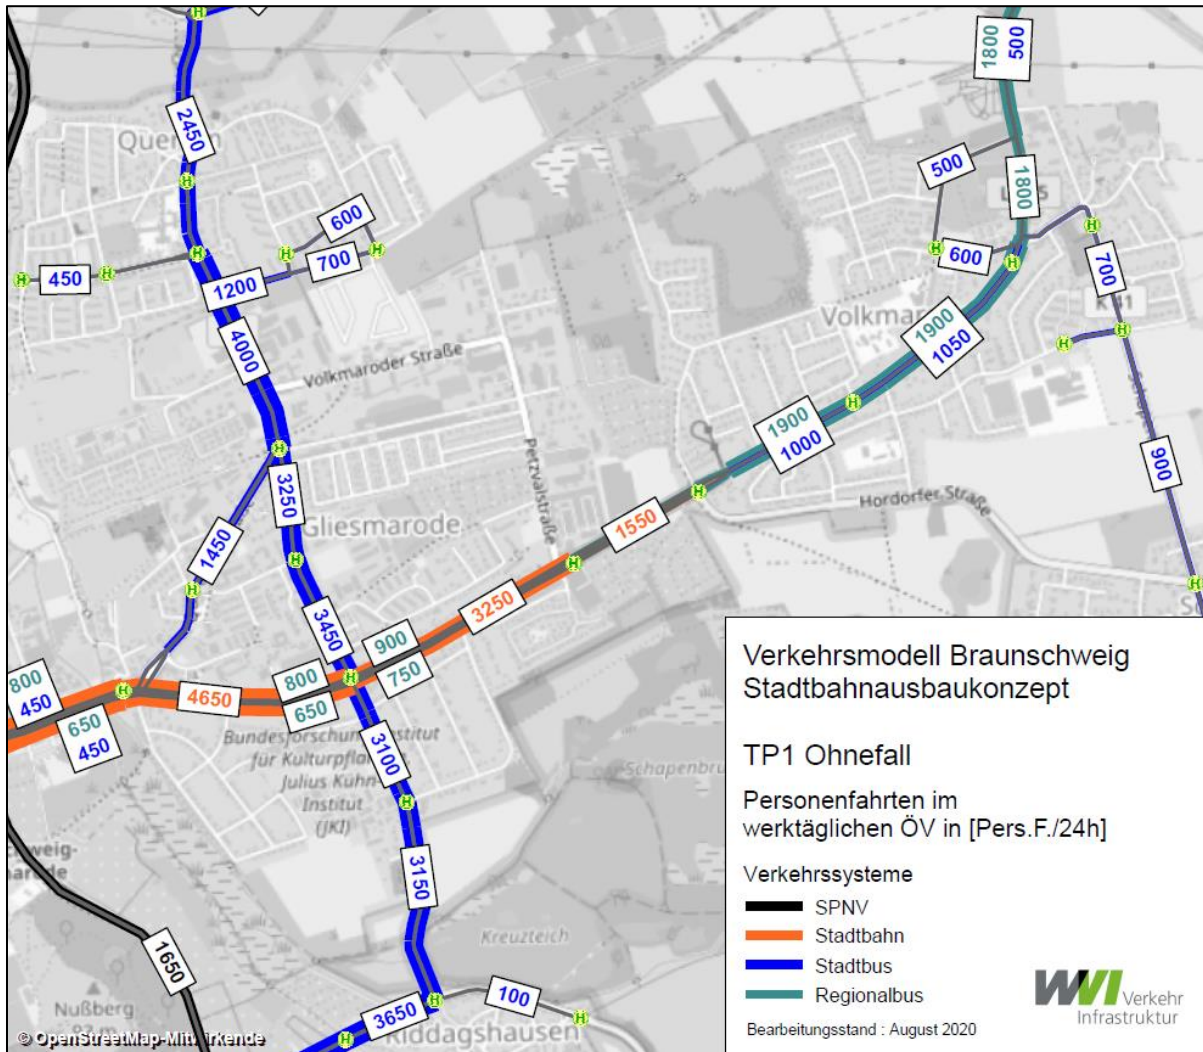 1800
500
2450
Quer
600
500
1800
450
700
1200
600
700
4000
Volkmar
1900
1050
Volkmaroder Straße
1900
1000
Petzvalstraße
900
3250
Hordorfer Straße
Gliesmarode
1550
1450
3250
3450
900
750
800
450
4650
800
650
650
450
Bundesforschungsinstitut
für Kulturpflan
Julius Kühn-
Institut
(JKI)
3100
Schapenbru
3150
Kreuzteich
1650
Nußberg
100
3650
Riddagshausen
© OpenStreetMap-Mitwirkende
Verkehrsmodell Braunschweig
Stadtbahnausbaukonzept
TP1 Ohnefall
Personenfahrten im
werktäglichen ÖV in [Pers.F./24h]
Verkehrssysteme
SPNV
Stadtbahn
Stadtbus
Regionalbus
WVI Verkehr
Infrastruktur
Bearbeitungsstand : August 2020